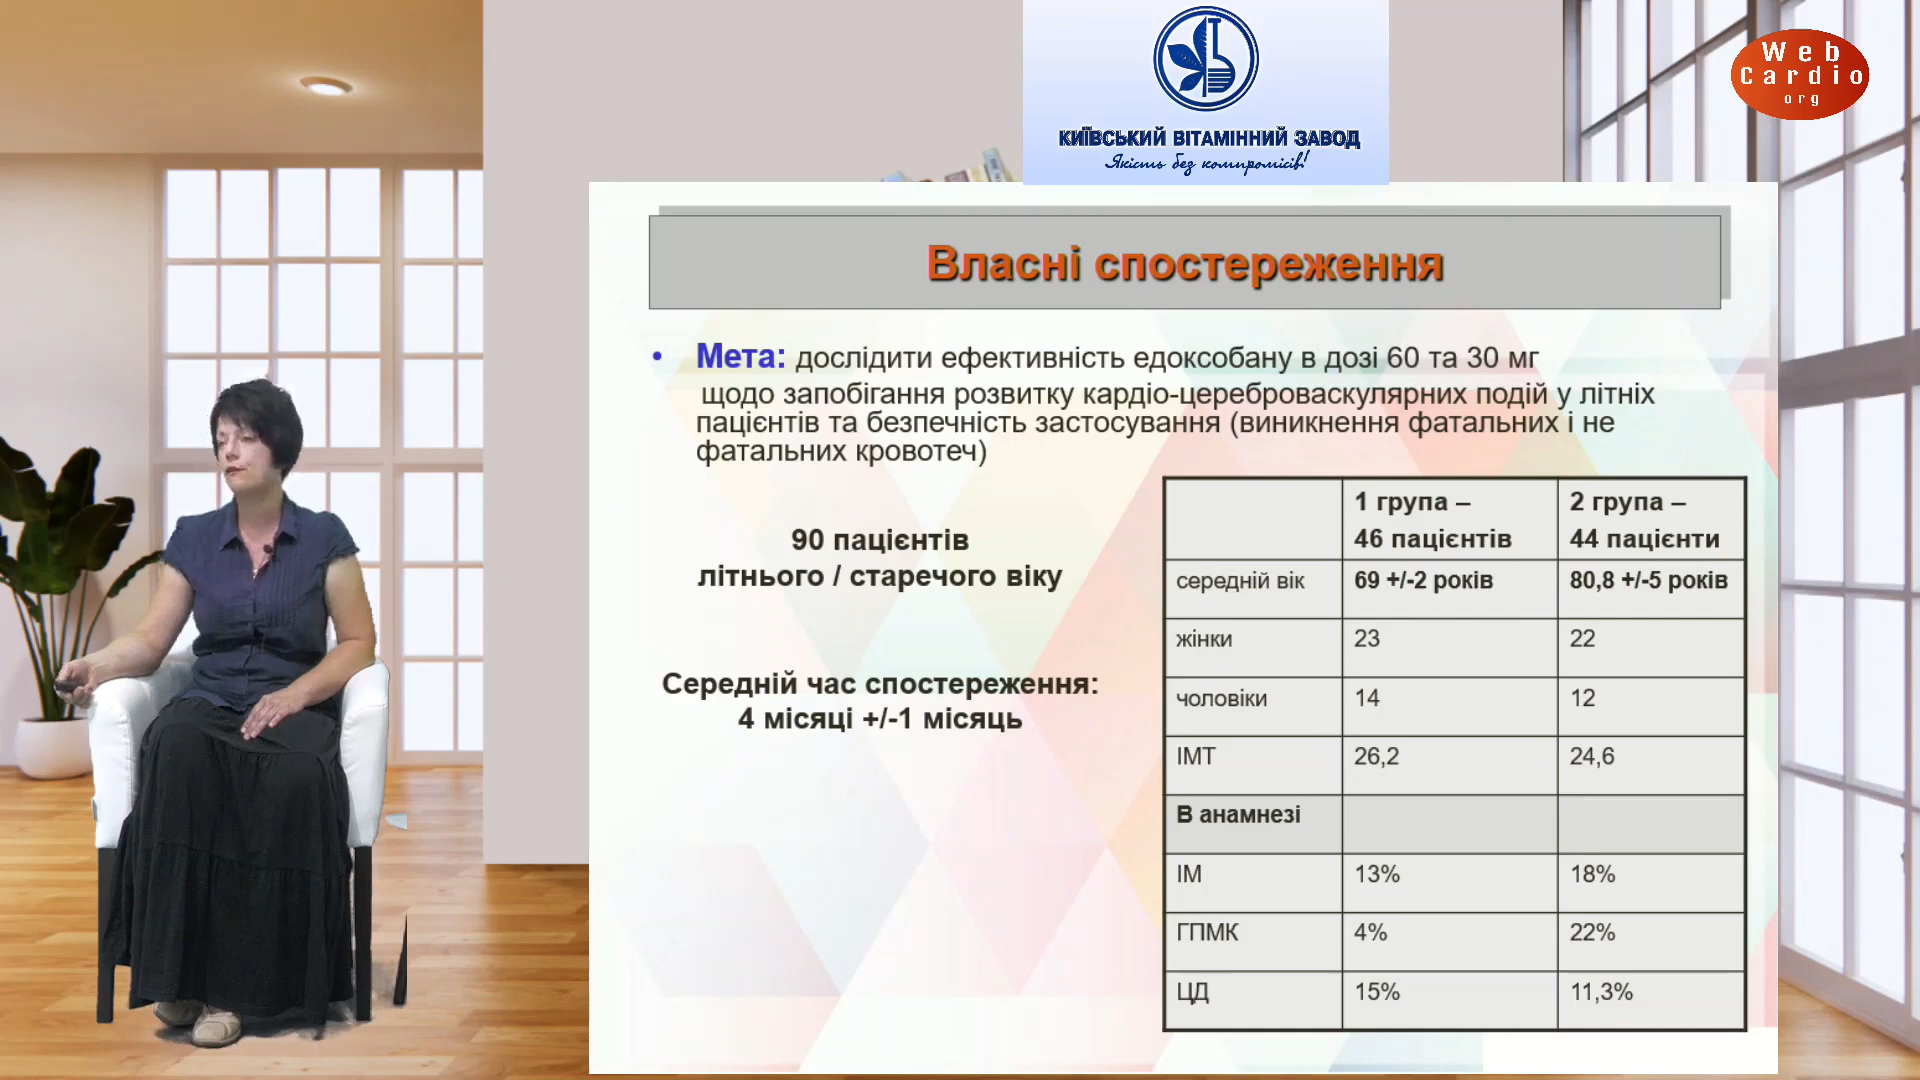 КИЇВСЬКИЙ ВІТАМІННИЙ ЗАВОД
Якість без компромісів!
Web
Cardio
org
Власні спостереження
• Мета: дослідити ефективність едоксобану в дозі 60 та 30 мг
щодо запобігання розвитку кардіо-цереброваскулярних подій у літніх
пацієнтів та безпечність застосування (виникнення фатальних і не
фатальних кровотеч)
90 пацієнтів
літнього / старечого віку
Середній час спостереження:
4 місяці +/-1 місяць
1 група –
46 пацієнтів
2 група –
44 пацієнти
середній вік 69 +/-2 років 80,8 +/-5 років
жінки 23 22
чоловіки 14 12
ІМТ 26,2 24,6
В анамнезі
ІМ 13% 18%
ГПМК 4% 22%
ЦД 15% 11,3%